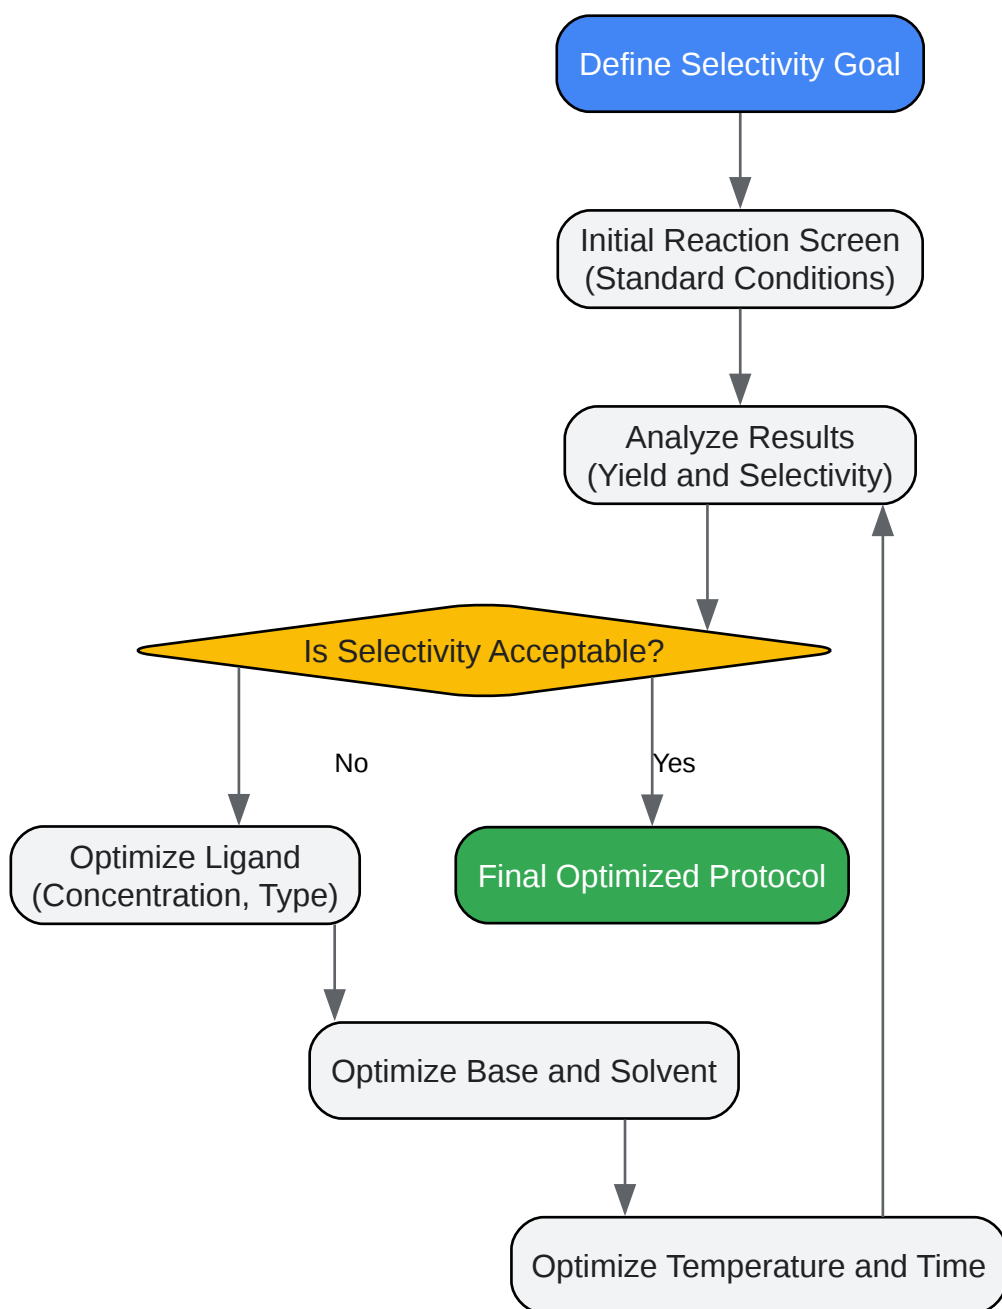 Define Selectivity Goal
Initial Reaction Screen
(Standard Conditions)
Analyze Results
(Yield and Selectivity)
Is Selectivity Acceptable?
No
Yes
Optimize Ligand
(Concentration, Type)
Final Optimized Protocol
Optimize Base and Solvent
Optimize Temperature and Time